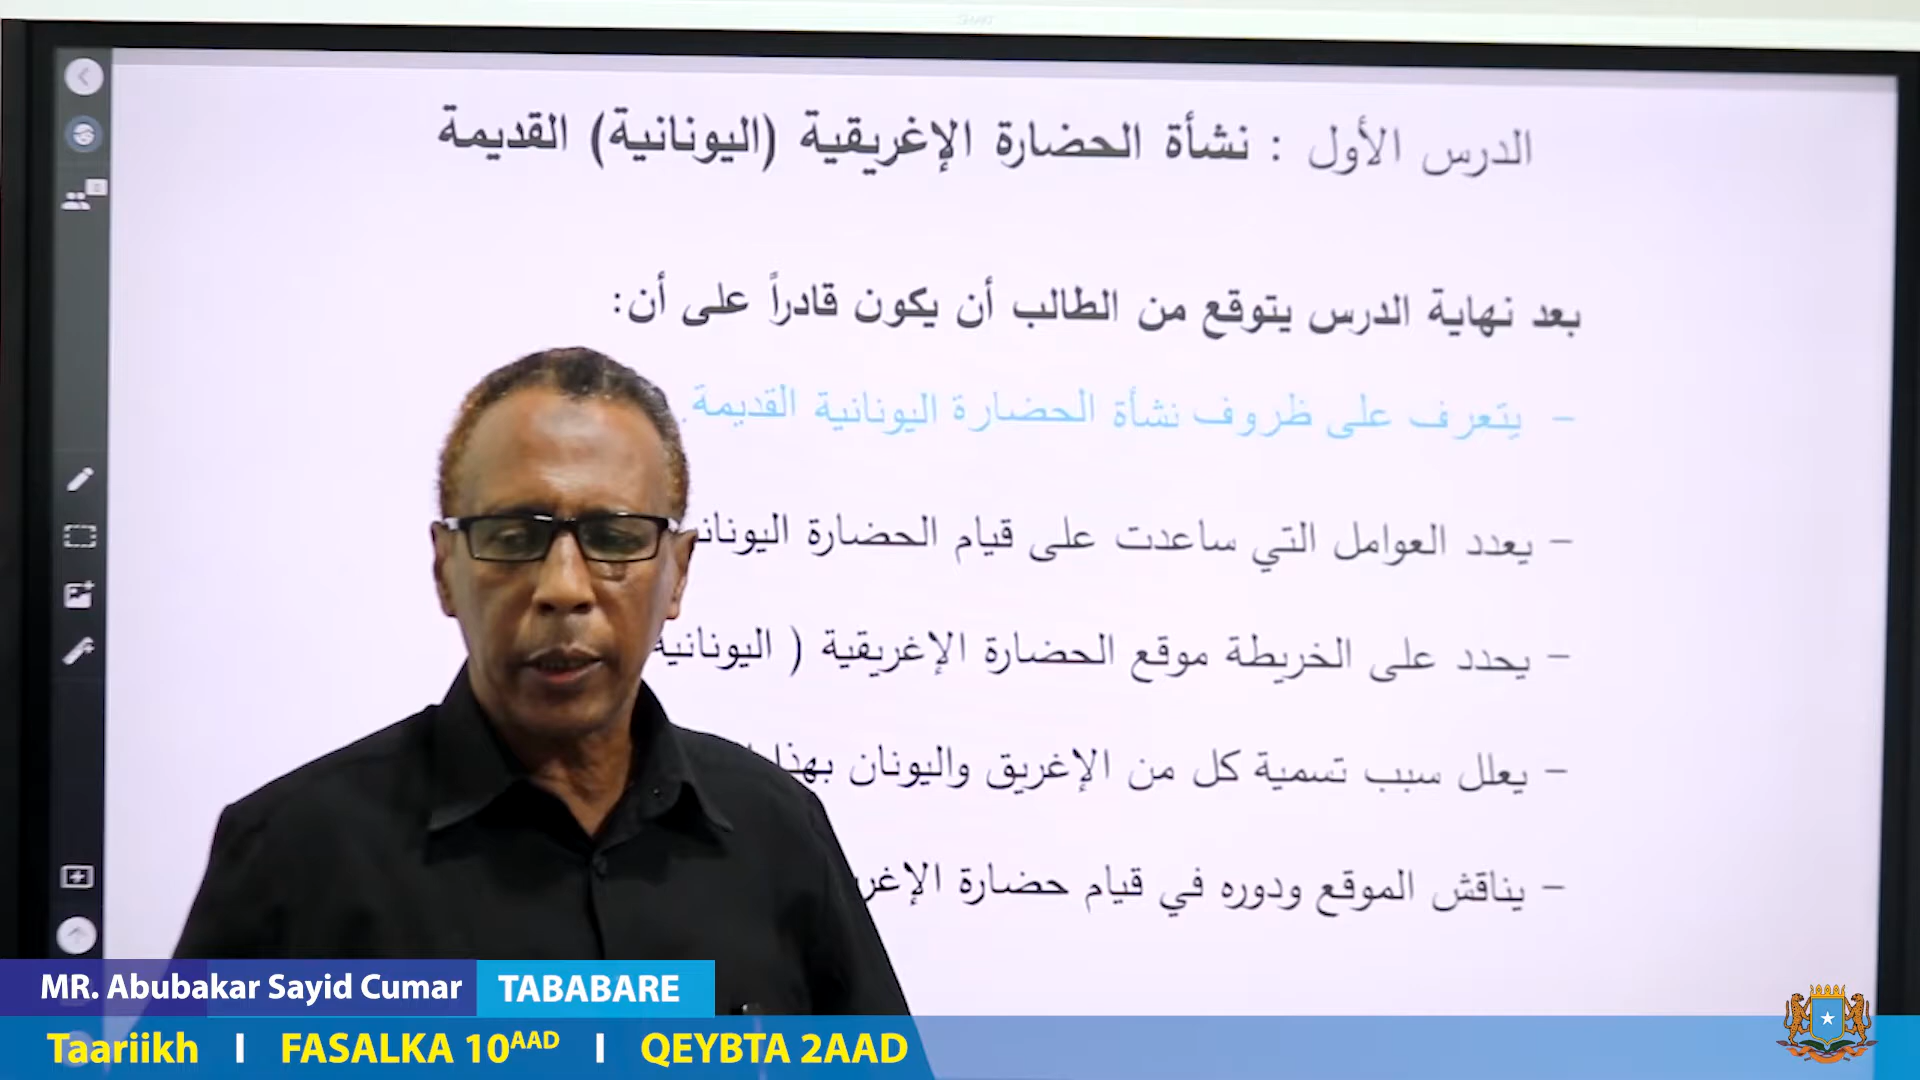 الدرس الأول : نشأة الحضارة الإغريقية (اليونانية) القديمة
بعد نهاية الدرس يتوقع من الطالب أن يكون قادراً على أن:
- يتعرف على ظروف نشأة الحضارة اليونانية القديمة.
- يعدد العوامل التي ساعدت على قيام الحضارة
- يحدد على الخريطة موقع الحضارة الإغريقية ( اليونانية
- يعلل سبب تسمية كل من الإغريق واليونان بهذا
- يناقش الموقع ودوره في قيام حضارة
MR. Abubakar Sayid Cumar TABABARE
Taariikh I FASALKA 10AAD I QEYBTA 2AAD